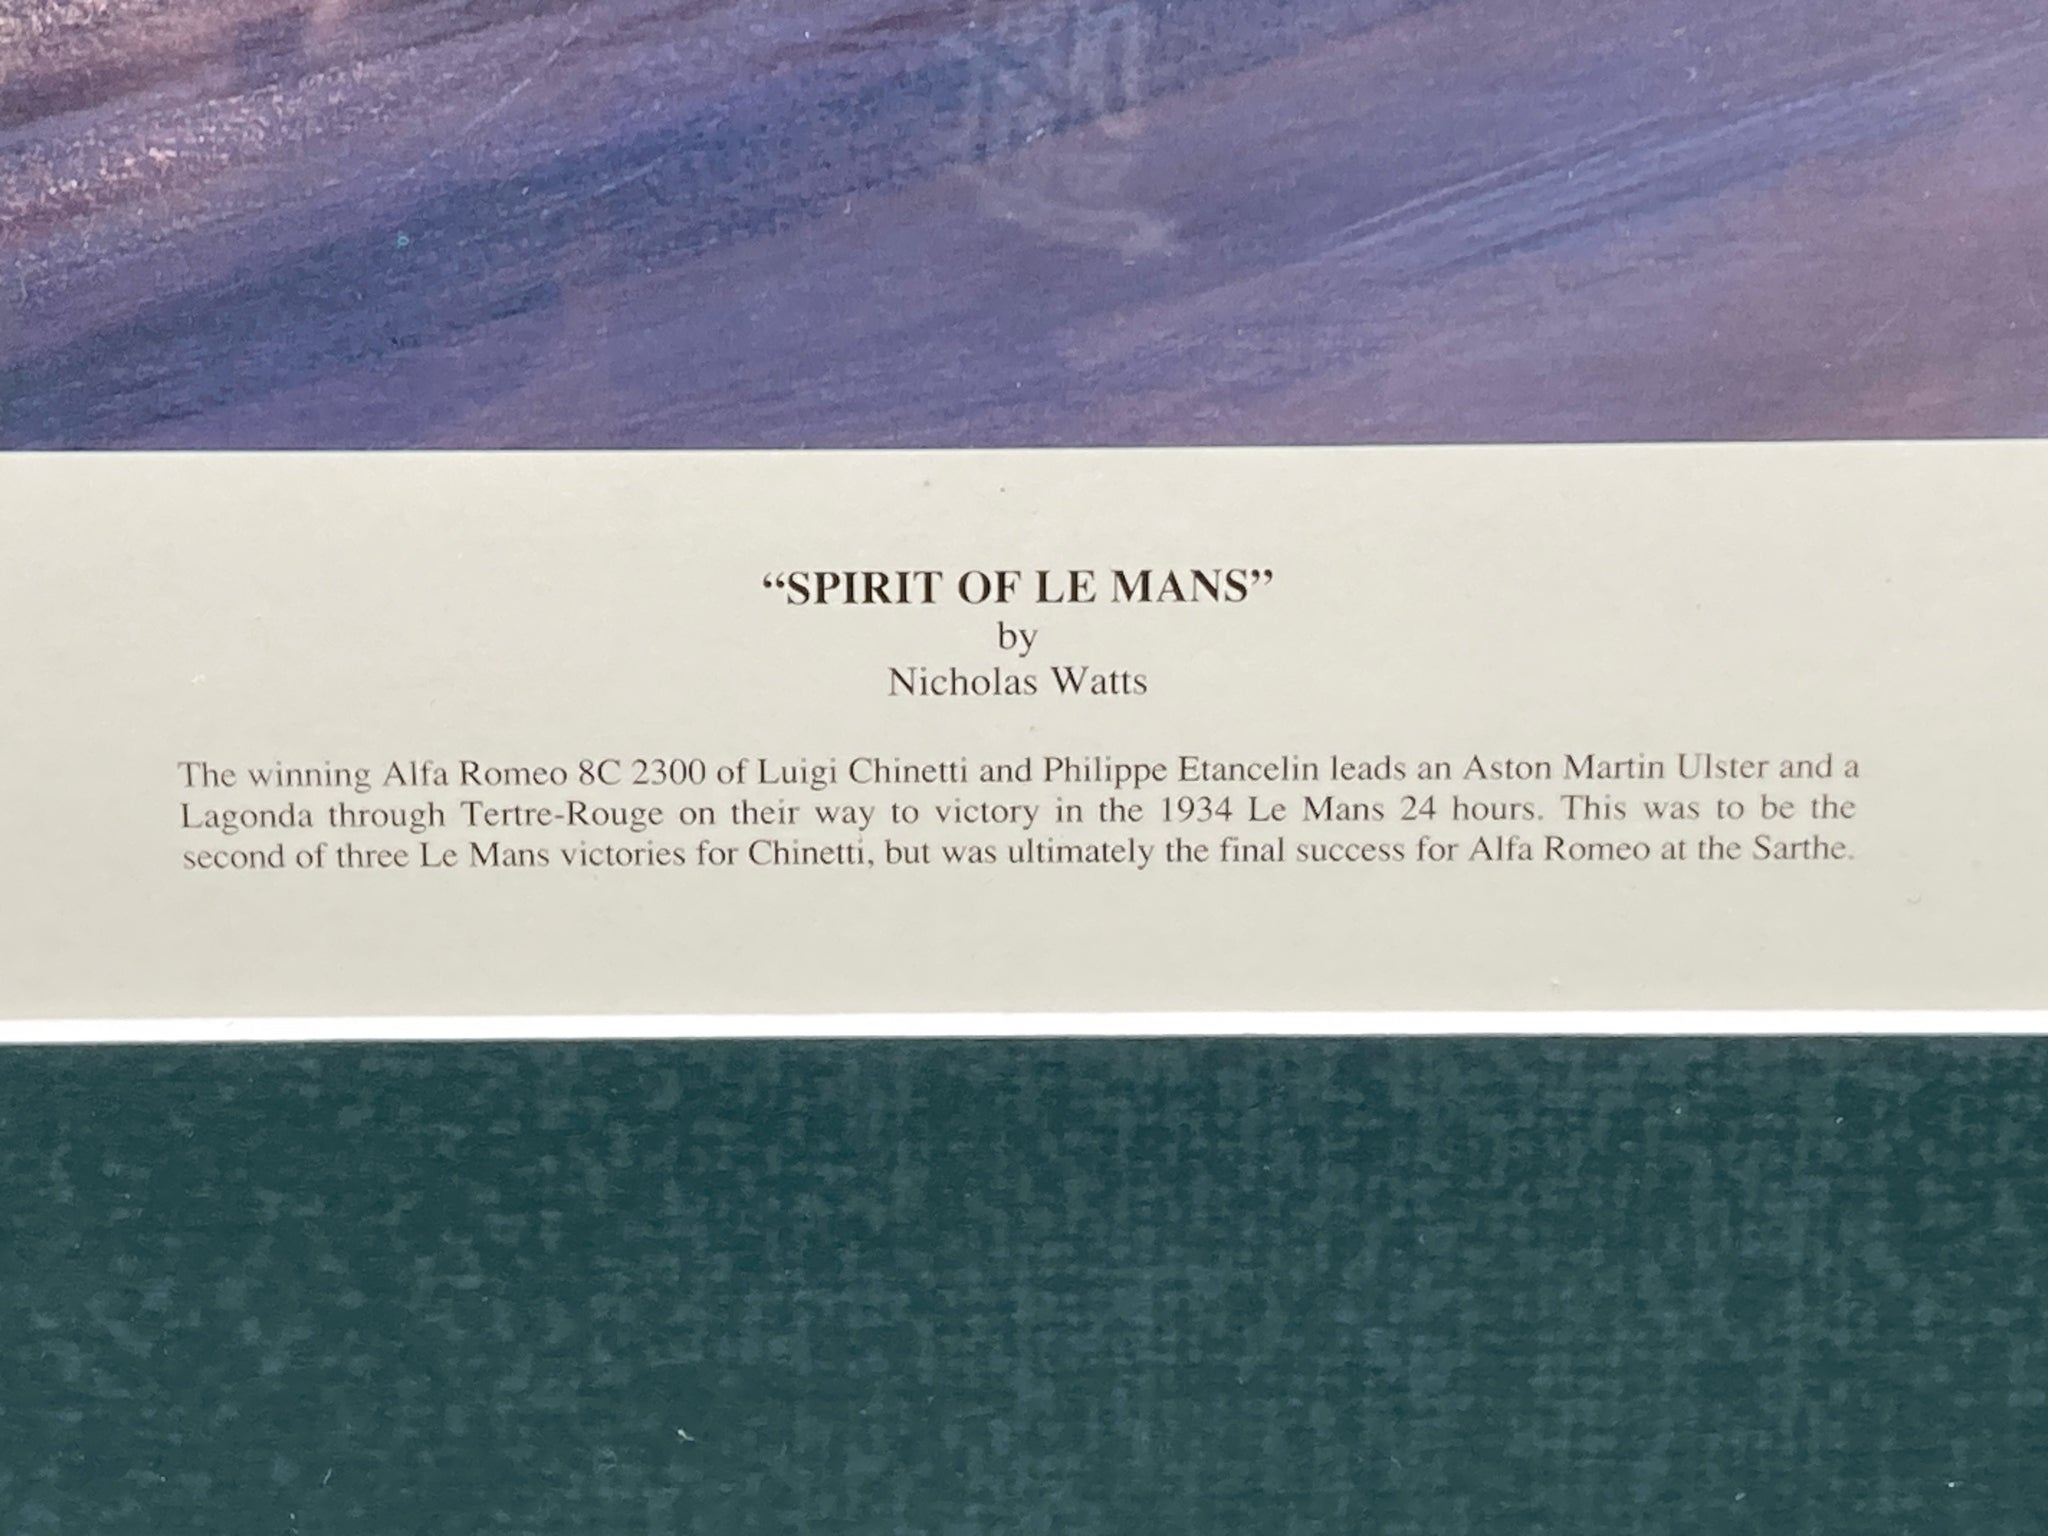 “SPIRIT OF LE MANS”
by
Nicholas Watts
The winning Alfa Romeo 8C 2300 of Luigi Chinetti and Philippe Etancelin leads an Aston Martin Ulster and a
Lagonda through Tertre-Rouge on their way to victory in the 1934 Le Mans 24 hours. This was to be the
second of three Le Mans victories for Chinetti, but was ultimately the final success for Alfa Romeo at the Sarthe.